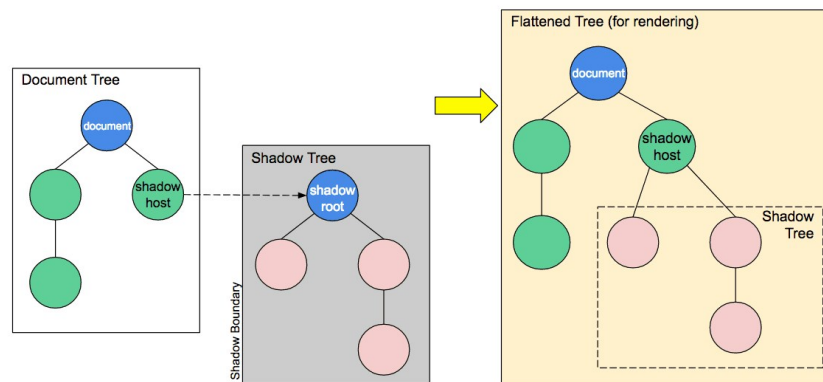 Document Tree
document
shadow
host
Shadow Tree
shadow
root
Shadow Boundary
Flattened Tree (for rendering)
document
shadow
host
Shadow
Tree